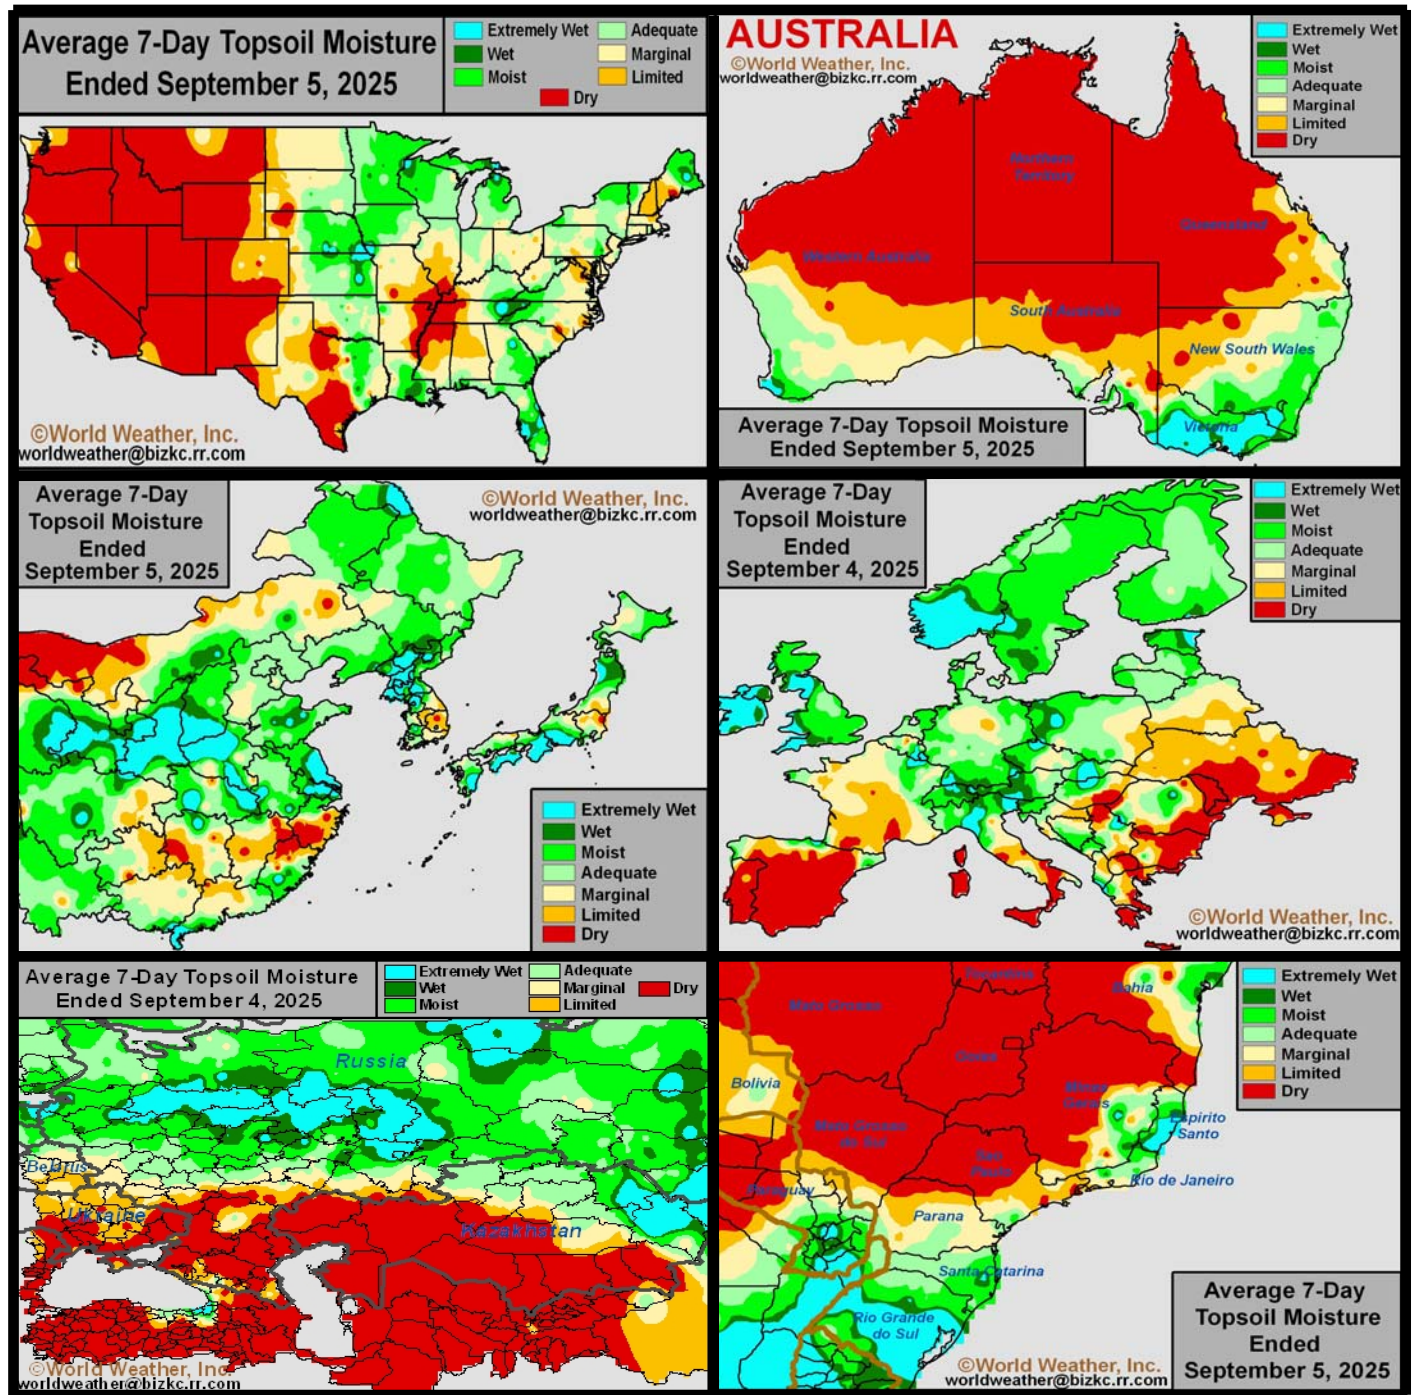 Average 7-Day Topsoil Moisture
Ended September 5, 2025
Extremely Wet
Wet
Moist
Adequate
Marginal
Limited
Dry
©World Weather, Inc.
worldweather@bizkc.rr.com
AUSTRALIA
©World Weather, Inc.
worldweather@bizkc.rr.com
Extremely Wet
Wet
Moist
Adequate
Marginal
Limited
Dry
Northern
Territory
Queensland
Western Australia
South Australia
New South Wales
Victoria
Average 7-Day Topsoil Moisture
Ended September 5, 2025
Average 7-Day
Topsoil Moisture
Ended
September 5, 2025
©World Weather, Inc.
worldweather@bizkc.rr.com
Extremely Wet
Wet
Moist
Adequate
Marginal
Limited
Dry
Average 7-Day
Topsoil Moisture
Ended
September 4, 2025
Extremely Wet
Wet
Moist
Adequate
Marginal
Limited
Dry
©World Weather, Inc.
worldweather@bizkc.rr.com
Average 7-Day Topsoil Moisture
Ended September 4, 2025
Extremely Wet
Wet
Moist
Adequate
Marginal
Limited
Dry
Russia
Belarus
Ukraine
Kazakhstan
©World Weather, Inc.
worldweather@bizkc.rr.com
Tocantins
Mato Grosso
Bahia
Extremely Wet
Wet
Moist
Adequate
Marginal
Limited
Dry
Goias
Bolivia
Minas
Gerais
Mato Grosso
do Sul
Espirito
Santo
Sao
Paulo
Rio de Janeiro
Paraguay
Parana
Santa Catarina
Rio Grande
do Sul
Average 7-Day
Topsoil Moisture
Ended
September 5, 2025
©World Weather, Inc.
worldweather@bizkc.rr.com